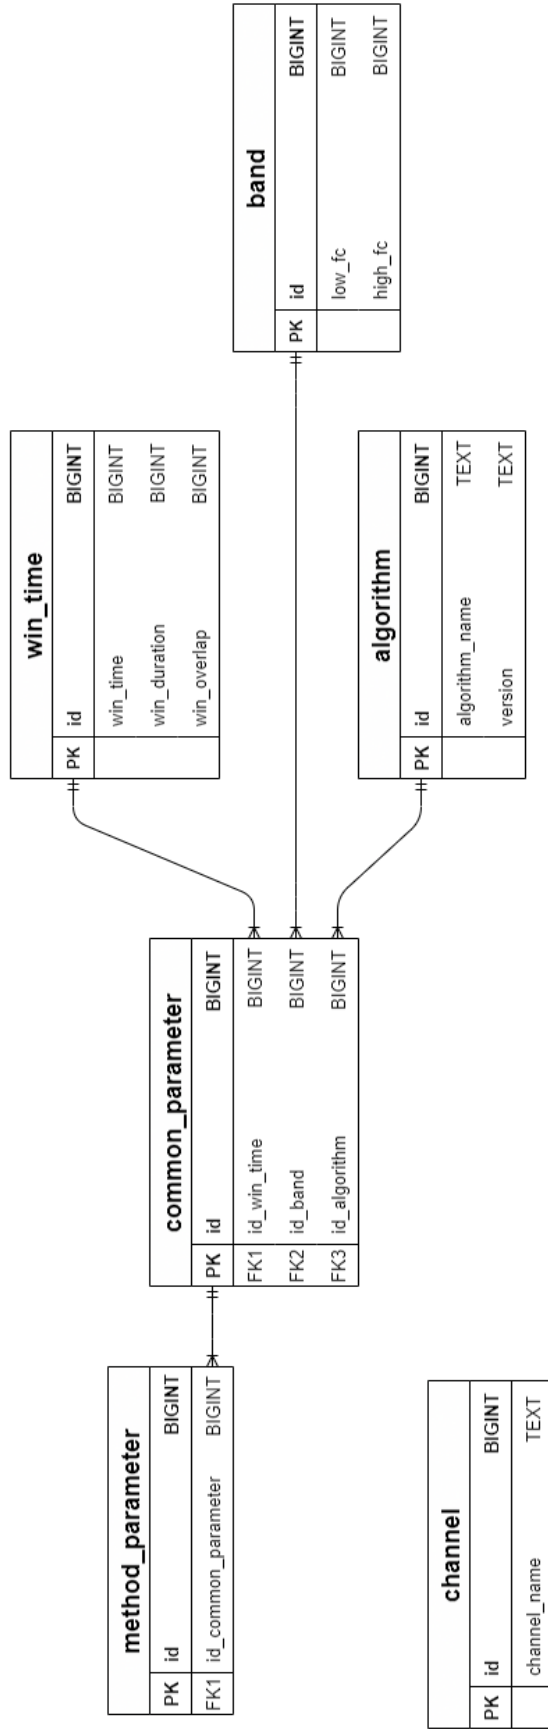 method_parameter
PK id BIGINT
FK1 id_common_parameter BIGINT
common_parameter
PK id BIGINT
FK1 id_win_time BIGINT
FK2 id_band BIGINT
FK3 id_algorithm BIGINT
win_time
PK id BIGINT
win_time BIGINT
win_duration BIGINT
win_overlap BIGINT
band
PK id BIGINT
low_fc BIGINT
high_fc BIGINT
algorithm
PK id BIGINT
algorithm_name TEXT
version TEXT
channel
PK id BIGINT
channel_name TEXT